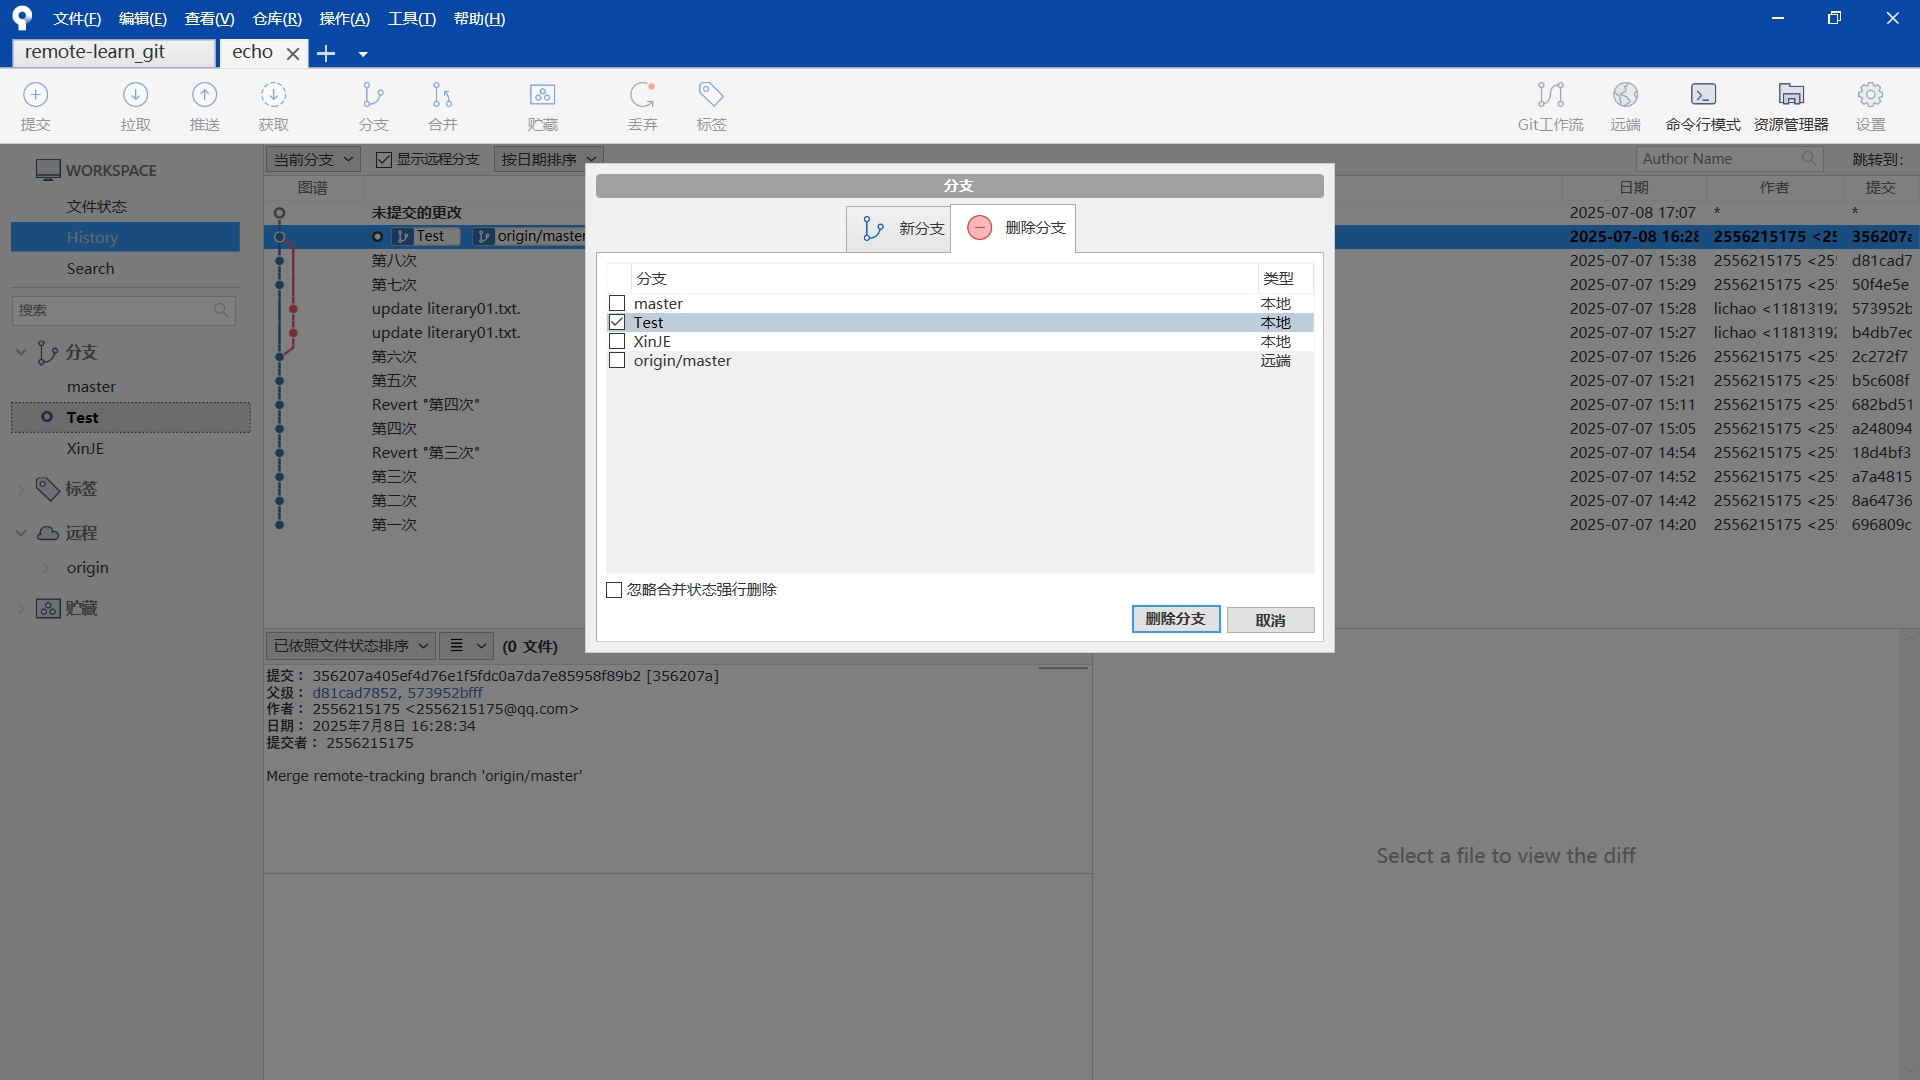 文件(F) 编辑(E) 查看(V) 仓库(R) 操作(A) 工具(T) 帮助(H)
remote-learn_git echo
提交 拉取 推送 获取 分支 合并 贮藏 丢弃 标签 Git工作流 远端 命令行模式 资源管理器 设置
WORKSPACE
文件状态
History
Search
搜索
分支
master
Test
XinJE
标签
远程
origin
贮藏
当前分支 显示远程分支 按日期排序 Author Name 跳转到:
图谱 日期 作者 提交
未提交的更改 2025-07-08 17:07 * *
Test origin/master 2025-07-08 16:28 2556215175 <25 356207a
第八次 2025-07-08 15:38 2556215175 <25 d81cad7
第七次 2025-07-07 15:29 2556215175 <25 50f4e5e
update literary01.txt. 2025-07-07 15:28 lichao <1181319 573952b
update literary01.txt. 2025-07-07 15:27 lichao <1181319 b4db7ec
第六次 2025-07-07 15:26 2556215175 <25 2c272f7
第五次 2025-07-07 15:21 2556215175 <25 b5c608f
Revert "第四次" 2025-07-07 15:11 2556215175 <25 682bd51
第四次 2025-07-07 15:05 2556215175 <25 a248094
Revert "第三次" 2025-07-07 14:54 2556215175 <25 18d4bf3
第三次 2025-07-07 14:52 2556215175 <25 a7a4815
第二次 2025-07-07 14:42 2556215175 <25 8a64736
第一次 2025-07-07 14:20 2556215175 <25 696809c
分支
新分支 删除分支
分支 类型
master 本地
Test 本地
XinJE 本地
origin/master 远端
忽略合并状态强行删除
删除分支 取消
已依照文件状态排序 (0 文件)
提交： 356207a405ef4d76e1f5fdc0a7da7e85958f89b2 [356207a]
父级： d81cad7852, 573952bfff
作者： 2556215175 <2556215175@qq.com>
日期： 2025年7月8日 16:28:34
提交者： 2556215175
Merge remote-tracking branch 'origin/master'
Select a file to view the diff